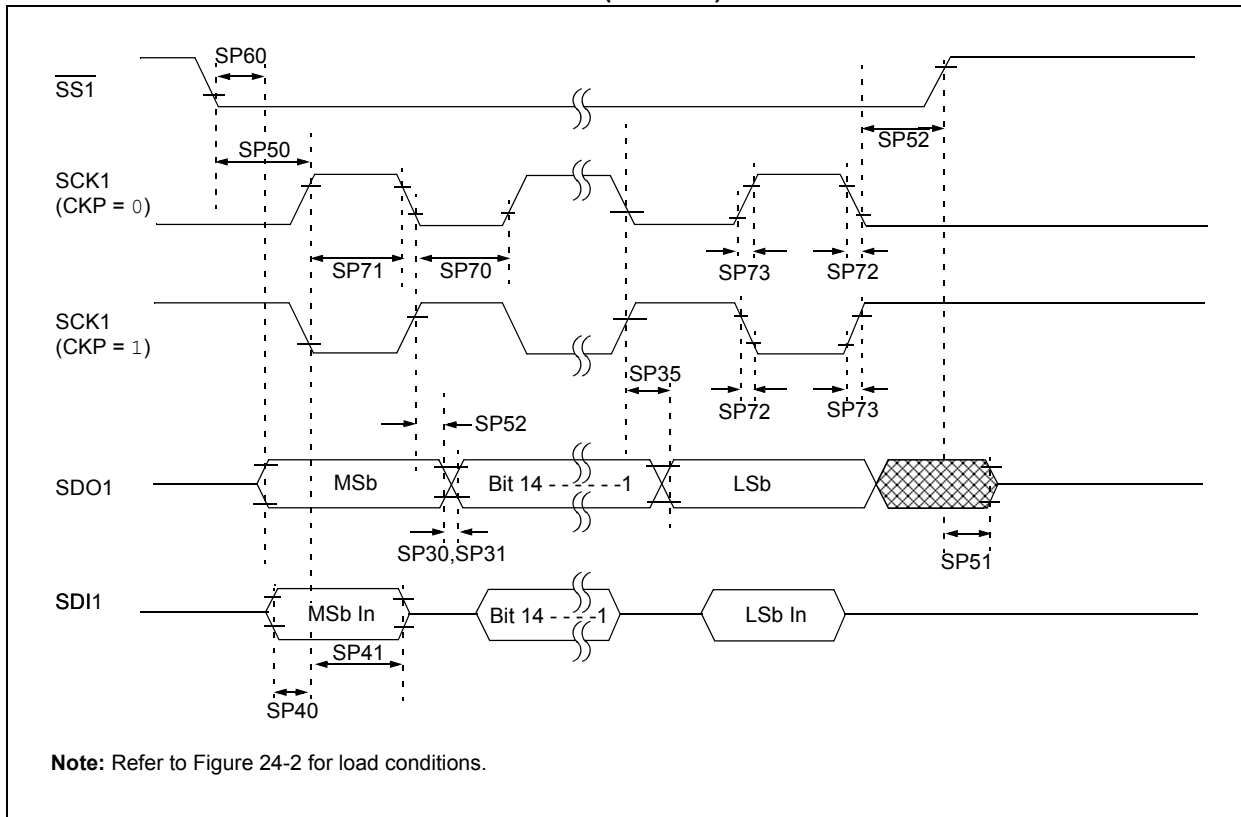 SP60
SS1
SP50
SP52
SCK1
(CKP = 0)
SP71
SP70
SP73
SP72
SCK1
(CKP = 1)
SP35
SP72
SP73
SP52
SDO1
MSb
Bit 14 - - - - - -1
LSb
SP30,SP31
SP51
SDI1
MSb In
Bit 14 - - - -1
LSb In
SP41
SP40
Note: Refer to Figure 24-2 for load conditions.